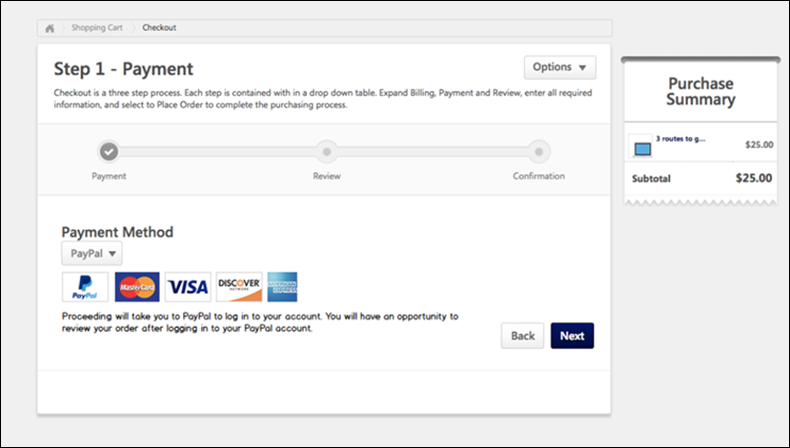 Shopping Cart Checkout
Step 1 - Payment
Options
Checkout is a three step process. Each step is contained with in a drop down table. Expand Billing, Payment and Review, enter all required
information, and select to Place Order to complete the purchasing process.
Payment Review Confirmation
Payment Method
PayPal
PayPal MasterCard VISA DISCOVER
NETWORK
AMERICAN
EXPRESS
Proceeding will take you to PayPal to log in to your account. You will have an opportunity to
review your order after logging in to your PayPal account.
Back Next
Purchase
Summary
3 routes to g... $25.00
Subtotal $25.00